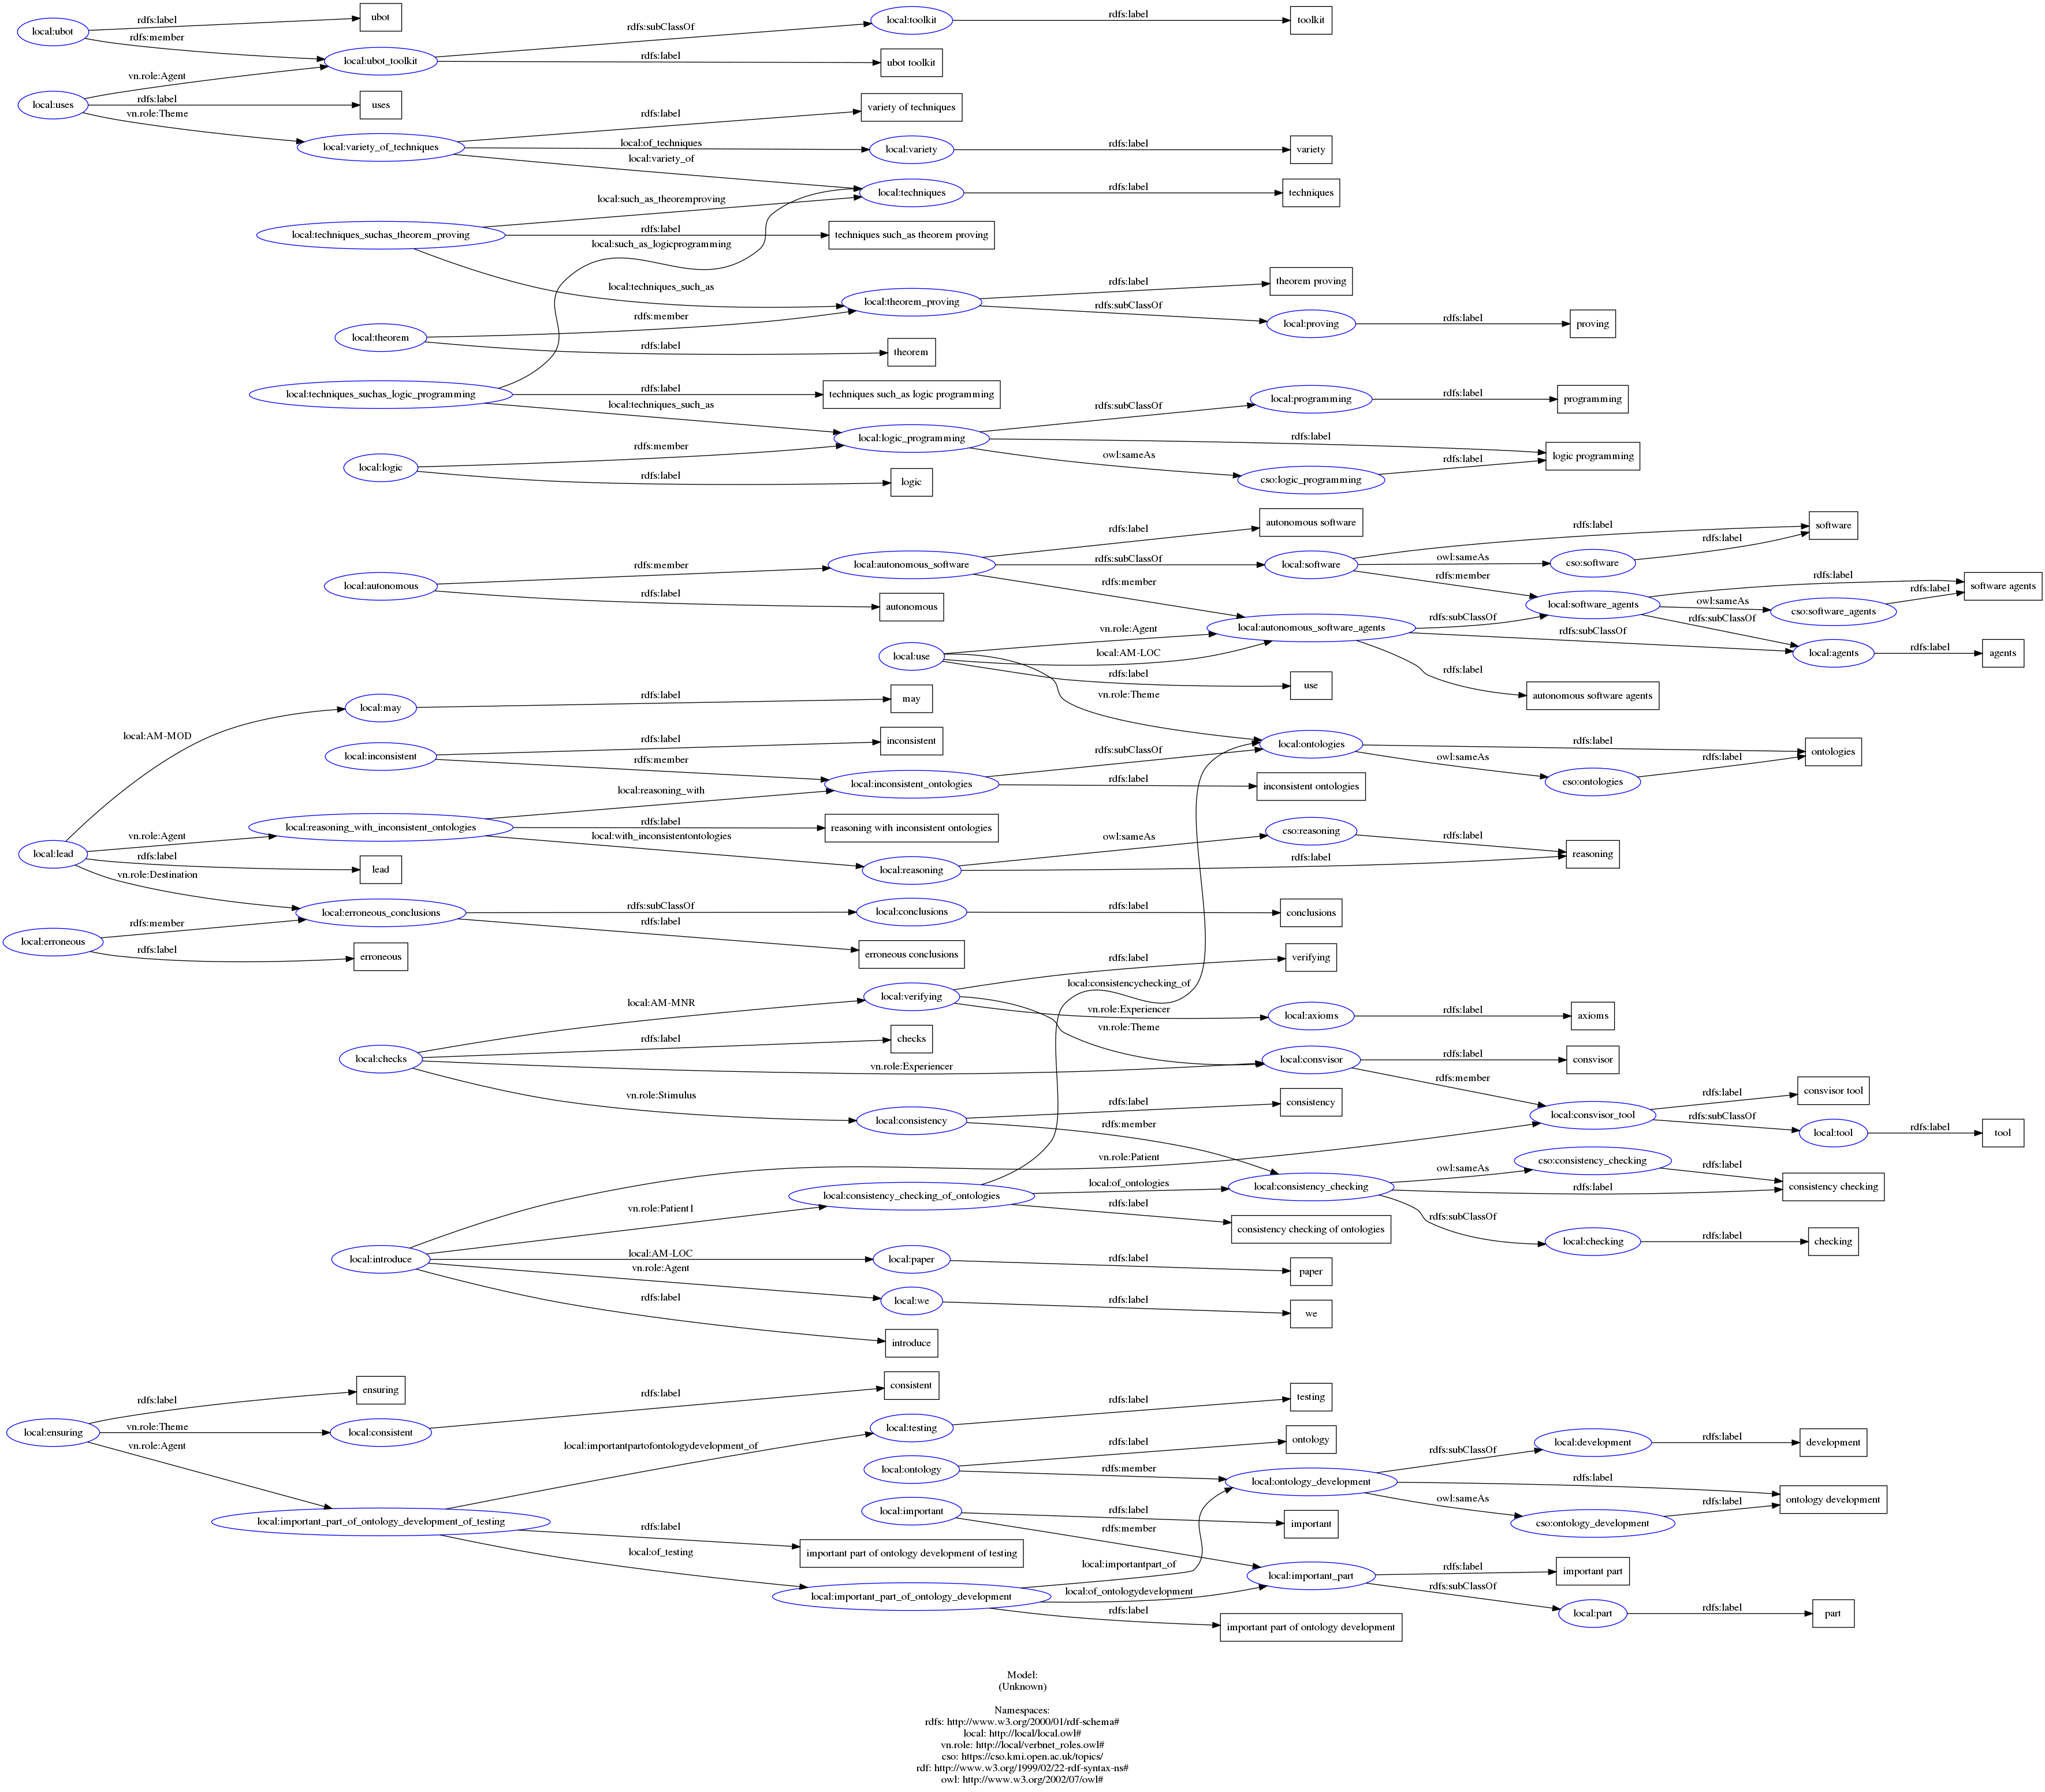 rdfs:label
ubot
local:ubot
rdfs:member
rdfs:subClassOf
local:toolkit
rdfs:label
toolkit
local:ubot_toolkit
rdfs:label
ubot toolkit
vn.role:Agent
local:uses
rdfs:label
uses
vn.role:Theme
rdfs:label
variety of techniques
local:variety_of_techniques
local:of_techniques
local:variety
rdfs:label
variety
local:variety_of
local:techniques
rdfs:label
techniques
local:such_as_theoremproving
local:techniques_suchas_theorem_proving
rdfs:label
techniques such_as theorem proving
local:such_as_logicprogramming
local:techniques_such_as
local:theorem_proving
rdfs:label
theorem proving
rdfs:subClassOf
local:proving
rdfs:label
proving
rdfs:member
local:theorem
rdfs:label
theorem
local:techniques_suchas_logic_programming
rdfs:label
techniques such_as logic programming
local:techniques_such_as
rdfs:subClassOf
local:programming
rdfs:label
programming
local:logic_programming
rdfs:label
logic programming
rdfs:member
local:logic
rdfs:label
logic
owl:sameAs
cso:logic_programming
rdfs:label
rdfs:label
autonomous software
local:autonomous
rdfs:member
local:autonomous_software
rdfs:subClassOf
local:software
rdfs:label
software
owl:sameAs
cso:software
rdfs:label
rdfs:label
autonomous
rdfs:member
rdfs:member
local:software_agents
rdfs:label
software agents
owl:sameAs
cso:software_agents
rdfs:label
local:use
vn.role:Agent
local:AM-LOC
local:autonomous_software_agents
rdfs:subClassOf
rdfs:subClassOf
rdfs:subClassOf
local:agents
rdfs:label
agents
rdfs:label
use
rdfs:label
autonomous software agents
vn.role:Theme
local:AM-MOD
local:may
rdfs:label
may
local:inconsistent
rdfs:label
inconsistent
rdfs:member
rdfs:subClassOf
local:ontologies
rdfs:label
ontologies
owl:sameAs
cso:ontologies
rdfs:label
local:inconsistent_ontologies
rdfs:label
inconsistent ontologies
local:reasoning_with
local:reasoning_with_inconsistent_ontologies
rdfs:label
reasoning with inconsistent ontologies
local:with_inconsistentontologies
local:lead
vn.role:Agent
rdfs:label
lead
vn.role:Destination
owl:sameAs
cso:reasoning
rdfs:label
reasoning
local:reasoning
rdfs:label
local:erroneous
rdfs:member
local:erroneous_conclusions
rdfs:subClassOf
local:conclusions
rdfs:label
conclusions
rdfs:label
erroneous
rdfs:label
erroneous conclusions
local:consistencychecking_of
local:AM-MNR
local:verifying
rdfs:label
verifying
vn.role:Experiencer
local:axioms
rdfs:label
axioms
vn.role:Theme
local:checks
rdfs:label
checks
vn.role:Experiencer
local:consvisor
rdfs:label
consvisor
vn.role:Stimulus
rdfs:member
local:consvisor_tool
rdfs:label
consvisor tool
rdfs:subClassOf
local:tool
rdfs:label
tool
local:consistency
rdfs:label
consistency
rdfs:member
vn.role:Patient
local:consistency_checking_of_ontologies
local:of_ontologies
local:consistency_checking
owl:sameAs
cso:consistency_checking
rdfs:label
consistency checking
rdfs:label
rdfs:label
consistency checking of ontologies
rdfs:subClassOf
local:checking
rdfs:label
checking
vn.role:Patient1
local:introduce
local:AM-LOC
local:paper
rdfs:label
paper
vn.role:Agent
local:we
rdfs:label
we
rdfs:label
introduce
rdfs:label
ensuring
local:ensuring
vn.role:Theme
local:consistent
rdfs:label
consistent
vn.role:Agent
local:importantpartofontologydevelopment_of
local:testing
rdfs:label
testing
local:ontology
rdfs:label
ontology
rdfs:member
local:ontology_development
rdfs:subClassOf
local:development
rdfs:label
development
rdfs:label
ontology development
owl:sameAs
cso:ontology_development
rdfs:label
local:important
rdfs:label
important
rdfs:member
local:important_part_of_ontology_development_of_testing
rdfs:label
important part of ontology development of testing
local:of_testing
local:important_part_of_ontology_development
local:importantpart_of
local:of_ontologydevelopment
local:important_part
rdfs:label
important part
rdfs:subClassOf
local:part
rdfs:label
part
rdfs:label
important part of ontology development
Model:
(Unknown)
Namespaces:
rdfs: http://www.w3.org/2000/01/rdf-schema#
local: http://local/local.owl#
vn.role: http://local/verbnet_roles.owl#
cso: https://cso.kmi.open.ac.uk/topics/
rdf: http://www.w3.org/1999/02/22-rdf-syntax-ns#
owl: http://www.w3.org/2002/07/owl#